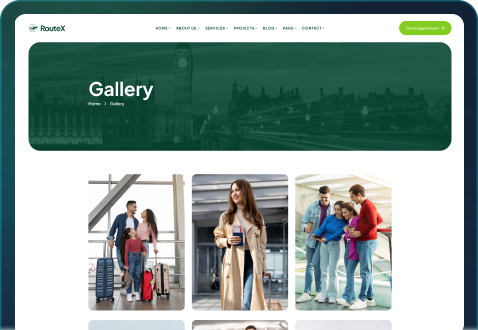 RouteX
HOME ABOUT US SERVICES PROJECTS BLOG PAGE CONTACT
Get An Appointment
Gallery
Home > Gallery